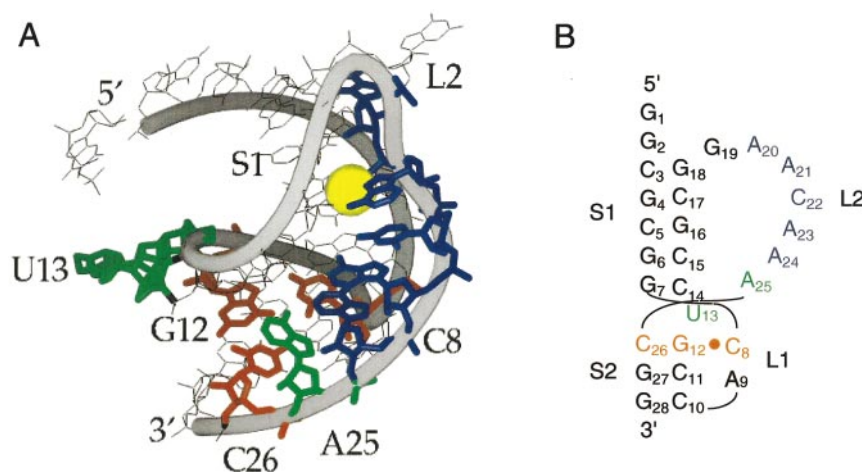 A
5′
L2
S1
U13
G12
C8
3′
A25
C26
B
5′
G1
G2
G19 A20
C3 G18 A21
S1 G4 C17 C22 L2
C5 G16 A23
G6 C15 A24
G7 C14 A25
U13
C26 G12 • C8
S2 G27 C11 A9 L1
G28 C10
3′